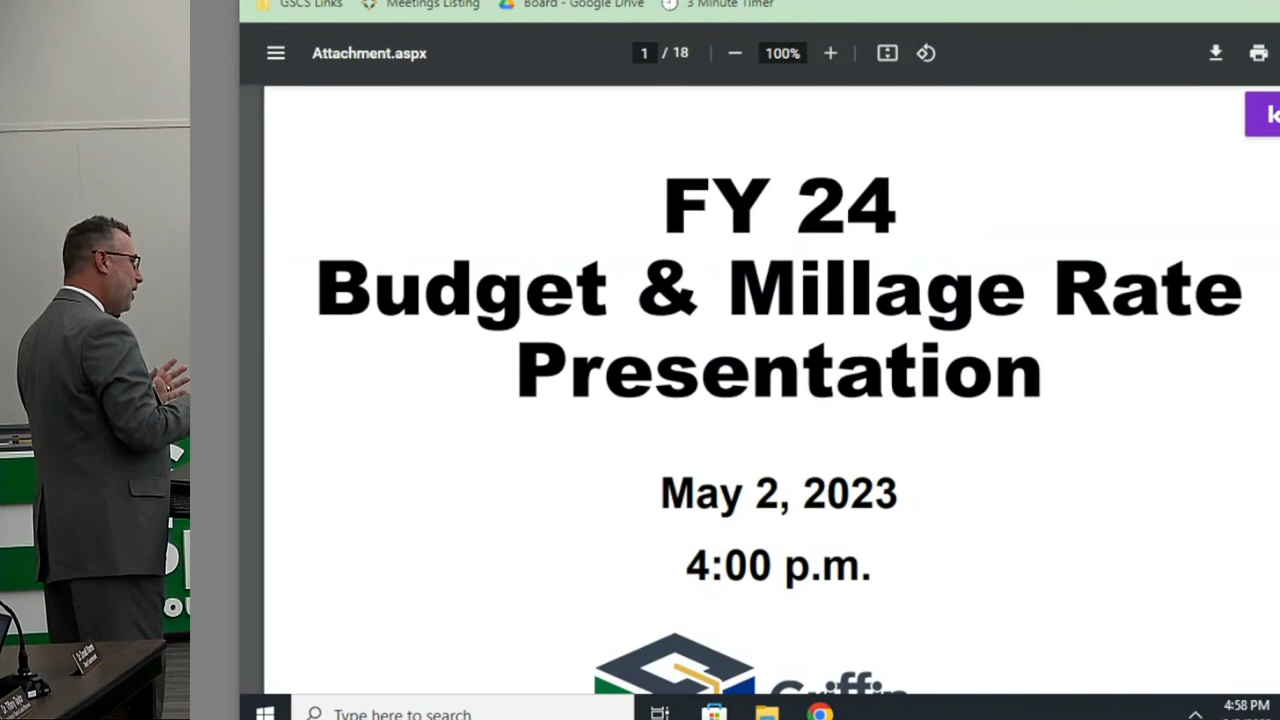 GSCS Links
Meetings Listing
Board - Google Drive
3 Minute Timer
Attachment.aspx
1 / 18
100%
FY 24
Budget & Millage Rate
Presentation
May 2, 2023
4:00 p.m.
Griffin
Type here to search
4:58 PM